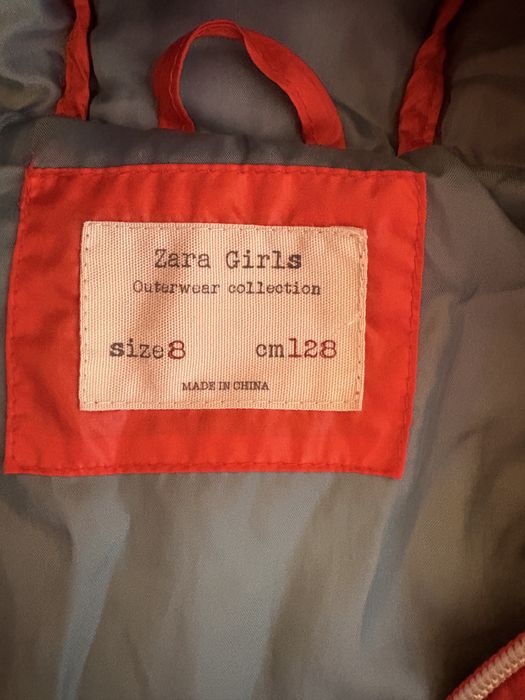 Zara Girls
Outerwear collection
size8 cm128
MADE IN CHINA